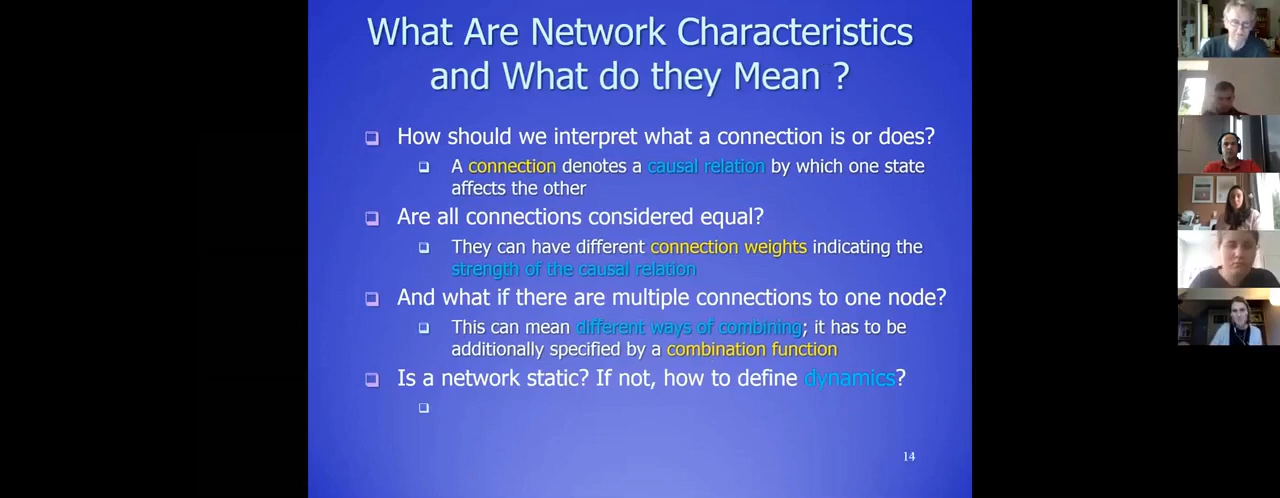 What Are Network Characteristics
and What do they Mean ?
How should we interpret what a connection is or does?
A connection denotes a causal relation by which one state
affects the other
Are all connections considered equal?
They can have different connection weights indicating the
strength of the causal relation
And what if there are multiple connections to one node?
This can mean different ways of combining; it has to be
additionally specified by a combination function
Is a network static? If not, how to define dynamics?
14